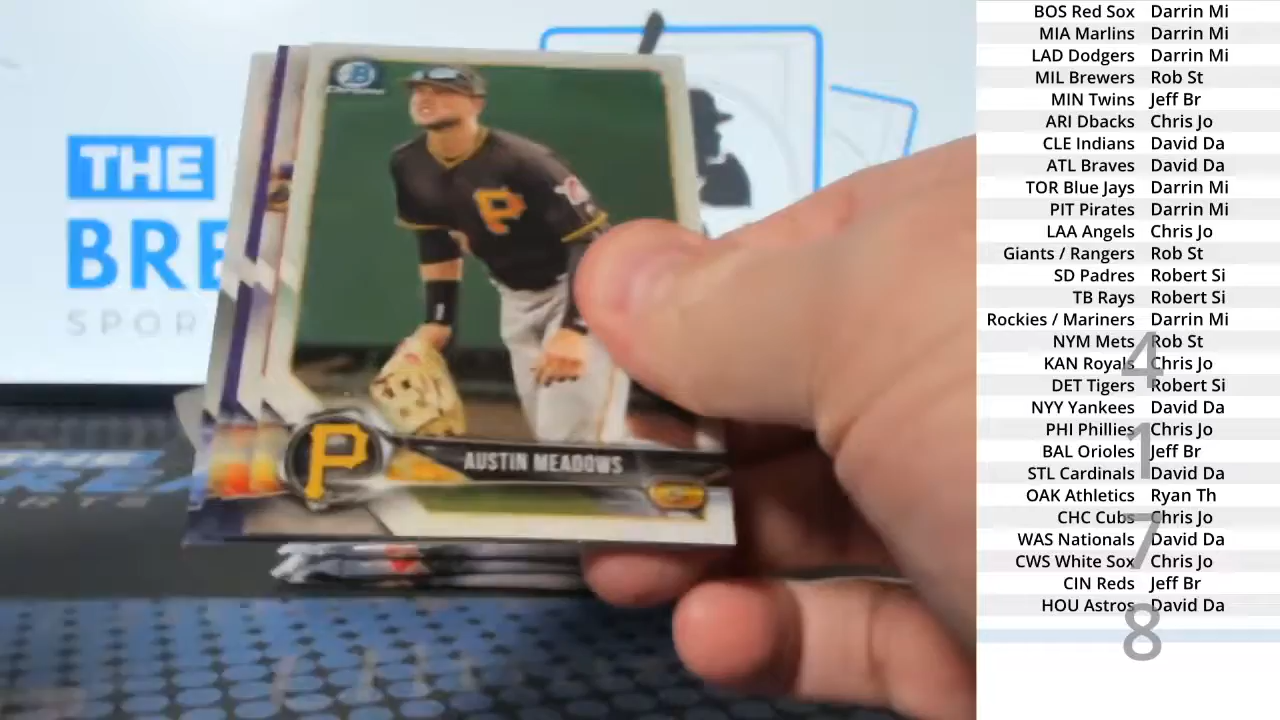 THE
BRE
SPOR
B
CHROME
P
P
AUSTIN MEADOWS
THE
REA
RTS
BOS Red Sox Darrin Mi
MIA Marlins Darrin Mi
LAD Dodgers Darrin Mi
MIL Brewers Rob St
MIN Twins Jeff Br
ARI Dbacks Chris Jo
CLE Indians David Da
ATL Braves David Da
TOR Blue Jays Darrin Mi
PIT Pirates Darrin Mi
LAA Angels Chris Jo
Giants / Rangers Rob St
SD Padres Robert Si
TB Rays Robert Si
Rockies / Mariners Darrin Mi
NYM Mets Rob St
KAN Royals Chris Jo
DET Tigers Robert Si
NYY Yankees David Da
PHI Phillies Chris Jo
BAL Orioles Jeff Br
STL Cardinals David Da
OAK Athletics Ryan Th
CHC Cubs Chris Jo
WAS Nationals David Da
CWS White Sox Chris Jo
CIN Reds Jeff Br
HOU Astros David Da
4
1
7
8